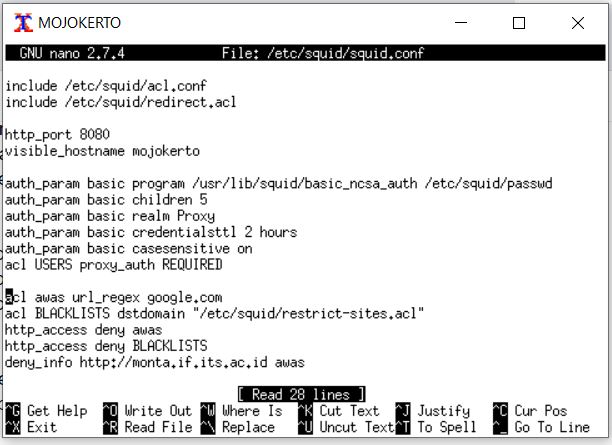 MOJOKERTO
GNU nano 2.7.4 File: /etc/squid/squid.conf
include /etc/squid/acl.conf
include /etc/squid/redirect.acl
http_port 8080
visible_hostname mojokerto
auth_param basic program /usr/lib/squid/basic_ncsa_auth /etc/squid/passwd
auth_param basic children 5
auth_param basic realm Proxy
auth_param basic credentialsttl 2 hours
auth_param basic casesensitive on
acl USERS proxy_auth REQUIRED
acl awas url_regex google.com
acl BLACKLISTS dstdomain "/etc/squid/restrict-sites.acl"
http_access deny awas
http_access deny BLACKLISTS
deny_info http://monta.if.its.ac.id awas
[ Read 28 lines ]
^G Get Help ^O Write Out ^W Where Is ^K Cut Text ^J Justify ^C Cur Pos
^X Exit ^R Read File ^\ Replace ^U Uncut Text ^T To Spell ^_ Go To Line